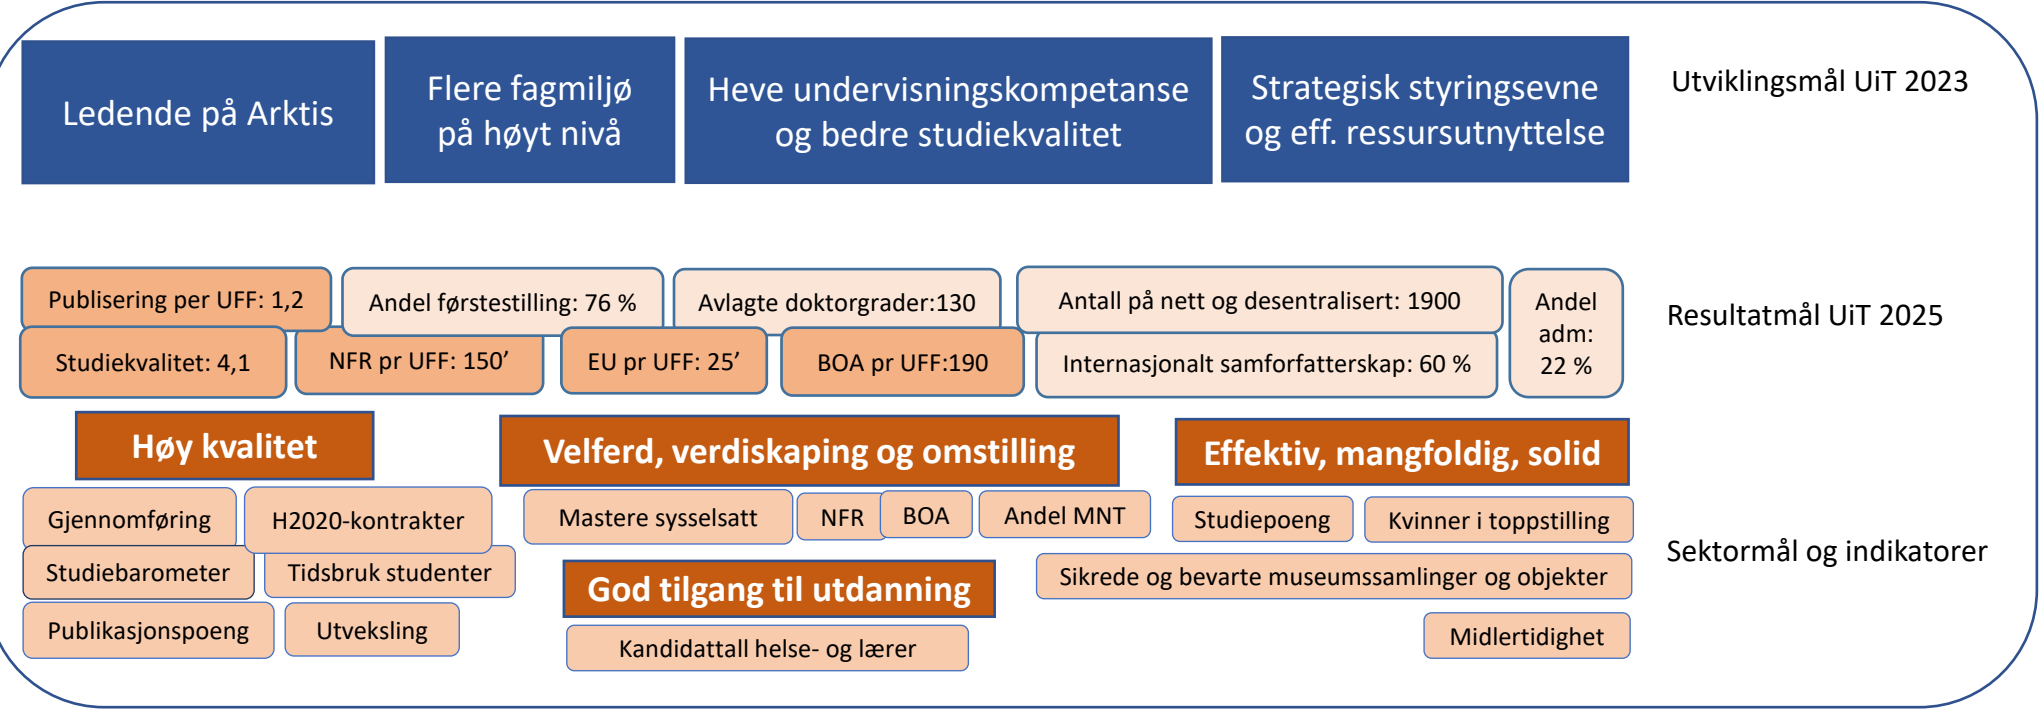 Ledende på Arktis
Flere fagmiljø
på høyt nivå
Heve undervisningskompetanse
og bedre studiekvalitet
Strategisk styringsevne
og eff. ressursutnyttelse
Utviklingsmål UiT 2023
Publisering per UFF: 1,2
Andel førstestilling: 76 %
Avlagte doktorgrader:130
Antall på nett og desentralisert: 1900
Andel
adm:
22 %
Resultatmål UiT 2025
Studiekvalitet: 4,1
NFR pr UFF: 150’
EU pr UFF: 25’
BOA pr UFF:190
Internasjonalt samforfatterskap: 60 %
Høy kvalitet
Velferd, verdiskaping og omstilling
Effektiv, mangfoldig, solid
Gjennomføring
H2020-kontrakter
Mastere sysselsatt
NFR
BOA
Andel MNT
Studiepoeng
Kvinner i toppstilling
Sektormål og indikatorer
Studiebarometer
Tidsbruk studenter
God tilgang til utdanning
Sikrede og bevarte museumssamlinger og objekter
Publikasjonspoeng
Utveksling
Kandidattall helse- og lærer
Midlertidighet